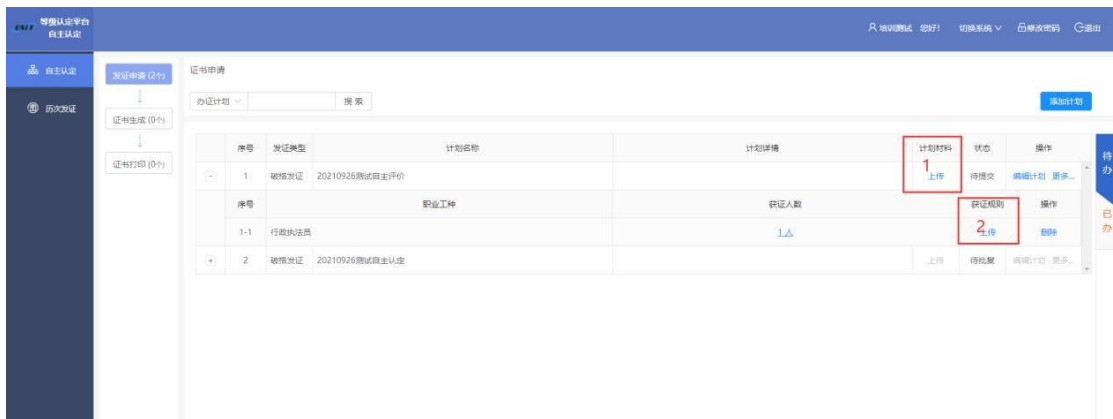 等级认定平台
自主认定
培训测试 您好! 切换系统 修改密码 退出
自主认定
历次发证
发证申请 (2个)
证书生成 (0个)
证书打印 (0个)
证书申请
办证计划 搜索 添加计划
序号 发证类型 计划名称 计划详情 计划材料 状态 操作
1
- 1 破格发证 20210926测试自主评价 上传 待提交 编辑计划 更多...
序号 职业工种 获证人数 获证规则 操作
2
1-1 行政执法员 1人 上传 删除
+ 2 破格发证 20210926测试自主认定 上传 待批复 编辑计划 更多...
待办
已办